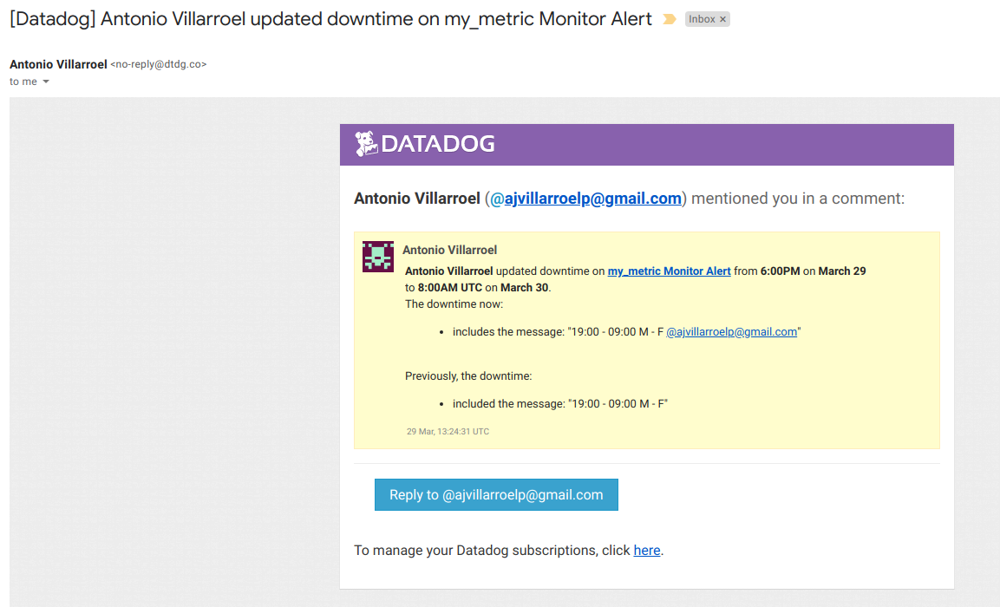 [Datadog] Antonio Villarroel updated downtime on my_metric Monitor Alert Inbox ×
Antonio Villarroel <no-reply@dtdg.co>
to me
DATADOG
Antonio Villarroel (@ajvillarroelp@gmail.com) mentioned you in a comment:
Antonio Villarroel
Antonio Villarroel updated downtime on my_metric Monitor Alert from 6:00PM on March 29
to 8:00AM UTC on March 30.
The downtime now:
• includes the message: "19:00 - 09:00 M - F @ajvillarroelp@gmail.com"
Previously, the downtime:
• included the message: "19:00 - 09:00 M - F"
29 Mar, 13:24:31 UTC
Reply to @ajvillarroelp@gmail.com
To manage your Datadog subscriptions, click here.